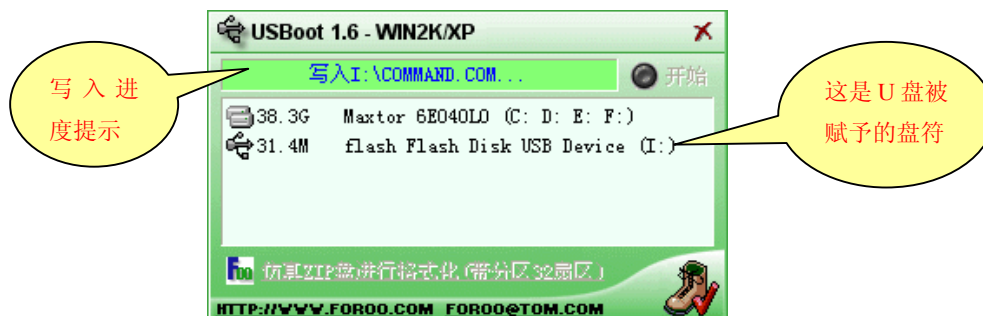 USBoot 1.6 - WIN2K/XP
写入进
度提示
写入I:\COMMAND.COM...
开始
38.3G Maxtor 6E040L0 (C: D: E: F:)
31.4M flash Flash Disk USB Device (I:)
这是 U 盘被
赋予的盘符
Foo 仿真ZIP盘进行格式化(带分区32扇区)
HTTP://WWW.FOROO.COM FOROO@TOM.COM